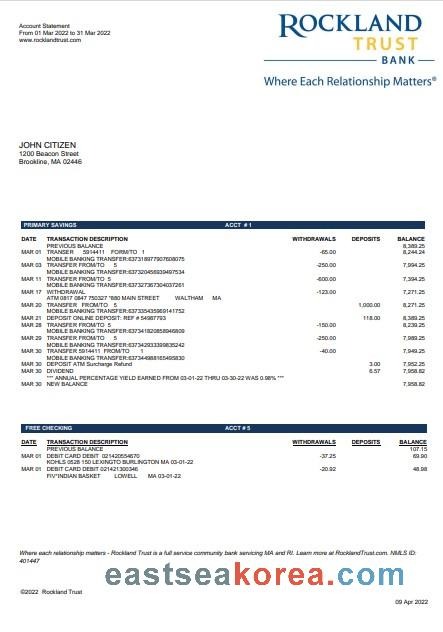 Account Statement
From 01 Mar 2022 to 31 Mar 2022
www.rocklandtrust.com
ROCKLAND
TRUST
BANK
Where Each Relationship Matters®
JOHN CITIZEN
1200 Beacon Street
Brookline, MA 02446
PRIMARY SAVINGS ACCT # 1
DATE TRANSACTION DESCRIPTION WITHDRAWALS DEPOSITS BALANCE
PREVIOUS BALANCE 8,389.25
MAR 01 TRANSER 5914411 FORM/TO 1 -65.00 8,244.24
MOBILE BANKING TRANSFER:637318977907608075
MAR 03 TRANSFER FROM/TO 5 -250.00 7,994.25
MOBILE BANKING TRANSFER:637320456939497534
MAR 11 TRANSFER FROM/TO 5 -600.00 7,394.25
MOBILE BANKING TRANSFER:637327367304037261
MAR 17 WITHDRAWAL -123.00 7,271.25
ATM 0817 0847 750327 *880 MAIN STREET WALTHAM MA
MAR 20 TRANSFER FROM/TO 5 1,000.00 8,271.25
MOBILE BANKING TRANSFER:637335435969141752
MAR 21 DEPOSIT ONLINE DEPOSIT: REF # 54987793 118.00 8,389.25
MAR 28 TRANSFER FROM/TO 5 -150.00 8,239.25
MOBILE BANKING TRANSFER:637341820858946809
MAR 29 TRANSFER FROM/TO 5 -250.00 7,989.25
MOBILE BANKING TRANSFER:637342933399835242
MAR 30 TRANSFER 5914411 FROM/TO 1 -40.00 7,949.25
MOBILE BANKING TRANSFER:637344988165495830
MAR 30 DEPOSIT ATM Surcharge Refund 3.00 7,952.25
MAR 30 DIVIDEND 6.57 7,958.82
*** ANNUAL PERCENTAGE YIELD EARNED FROM 03-01-22 THRU 03-30-22 WAS 0.98% ***
MAR 30 NEW BALANCE 7,958.82
FREE CHECKING ACCT # 5
DATE TRANSACTION DESCRIPTION WITHDRAWALS DEPOSITS BALANCE
PREVIOUS BALANCE 107.15
MAR 01 DEBIT CARD DEBIT 021420554670 -37.25 69.90
KOHLS 0528 150 LEXINGTO BURLINGTON MA 03-01-22
MAR 01 DEBIT CARD DEBIT 021421300346 -20.92 48.98
FIV*INDIAN BASKET LOWELL MA 03-01-22
Where each relationship matters - Rockland Trust is a full service community bank servicing MA and RI. Learn more at RocklandTrust.com. NMLS ID:
401447
eastseakorea.com
©2022 Rockland Trust
09 Apr 2022